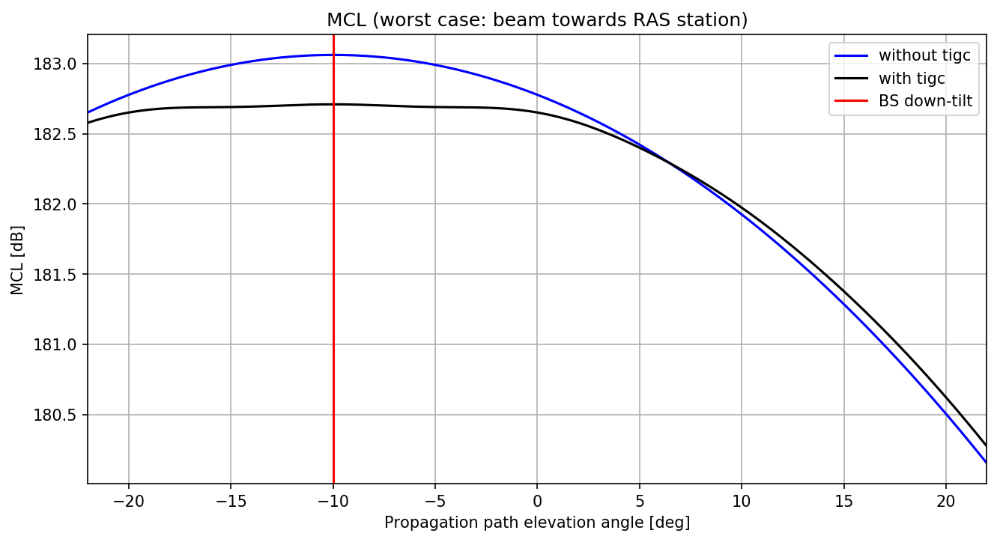 MCL (worst case: beam towards RAS station)
without tigc
with tigc
BS down-tilt
MCL [dB]
183.0
182.5
182.0
181.5
181.0
180.5
−20
−15
−10
−5
0
5
10
15
20
Propagation path elevation angle [deg]